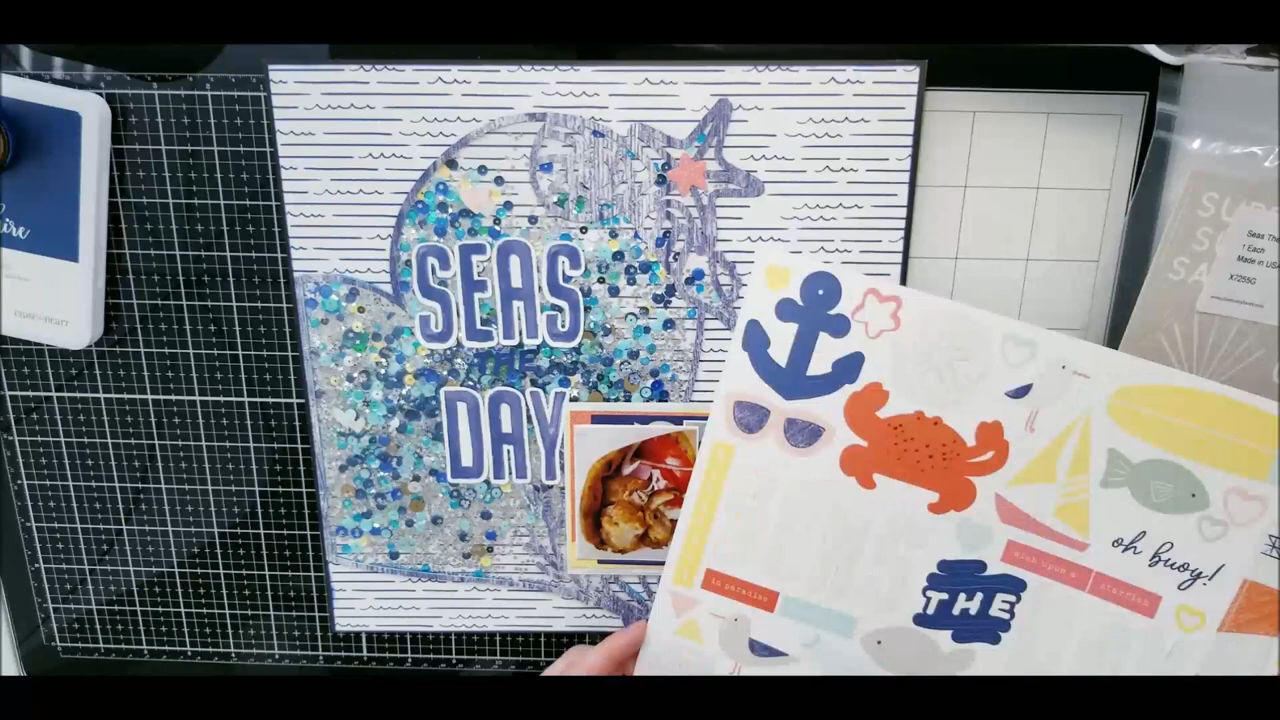 SEAS
THE
DAY
oh buoy!
wish upon a
starfish
in paradise
THE
Seas The
1 Each
Made in USA
X7255G